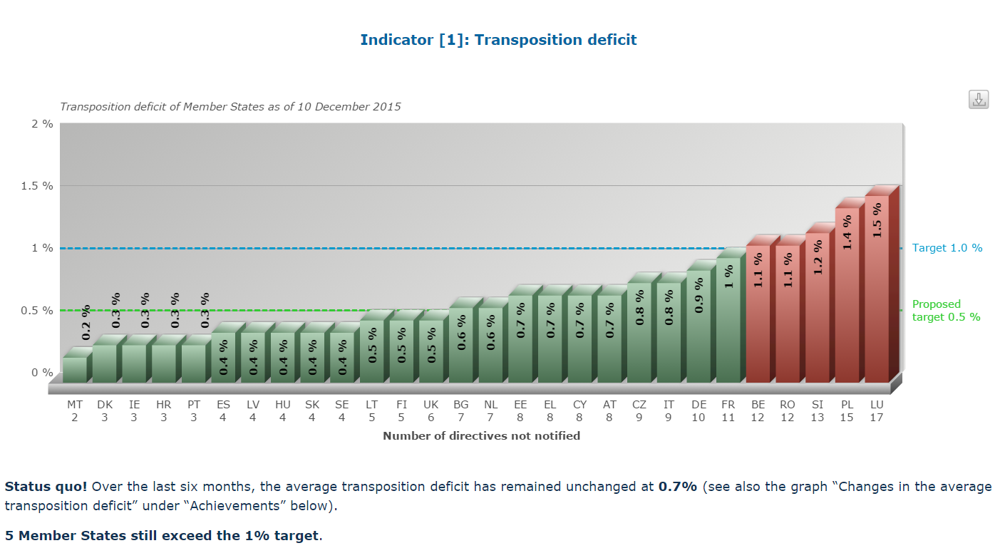 Indicator [1]: Transposition deficit
Transposition deficit of Member States as of 10 December 2015
2 %
1.5 %
1 %
0.5 %
0 %
0.2 % 0.3 % 0.3 % 0.3 % 0.3 % 0.4 % 0.4 % 0.4 % 0.4 % 0.4 % 0.5 % 0.5 % 0.5 % 0.6 % 0.6 % 0.7 % 0.7 % 0.7 % 0.7 % 0.8 % 0.8 % 0.9 % 1 % 1.1 % 1.1 % 1.2 % 1.4 % 1.5 %
Target 1.0 %
Proposed
target 0.5 %
MT DK IE HR PT ES LV HU SK SE LT FI UK BG NL EE EL CY AT CZ IT DE FR BE RO SI PL LU
2 3 3 3 3 4 4 4 4 4 5 5 6 7 7 8 8 8 8 9 9 10 11 12 12 13 15 17
Number of directives not notified
Status quo! Over the last six months, the average transposition deficit has remained unchanged at 0.7% (see also the graph “Changes in the average
transposition deficit” under “Achievements” below).
5 Member States still exceed the 1% target.